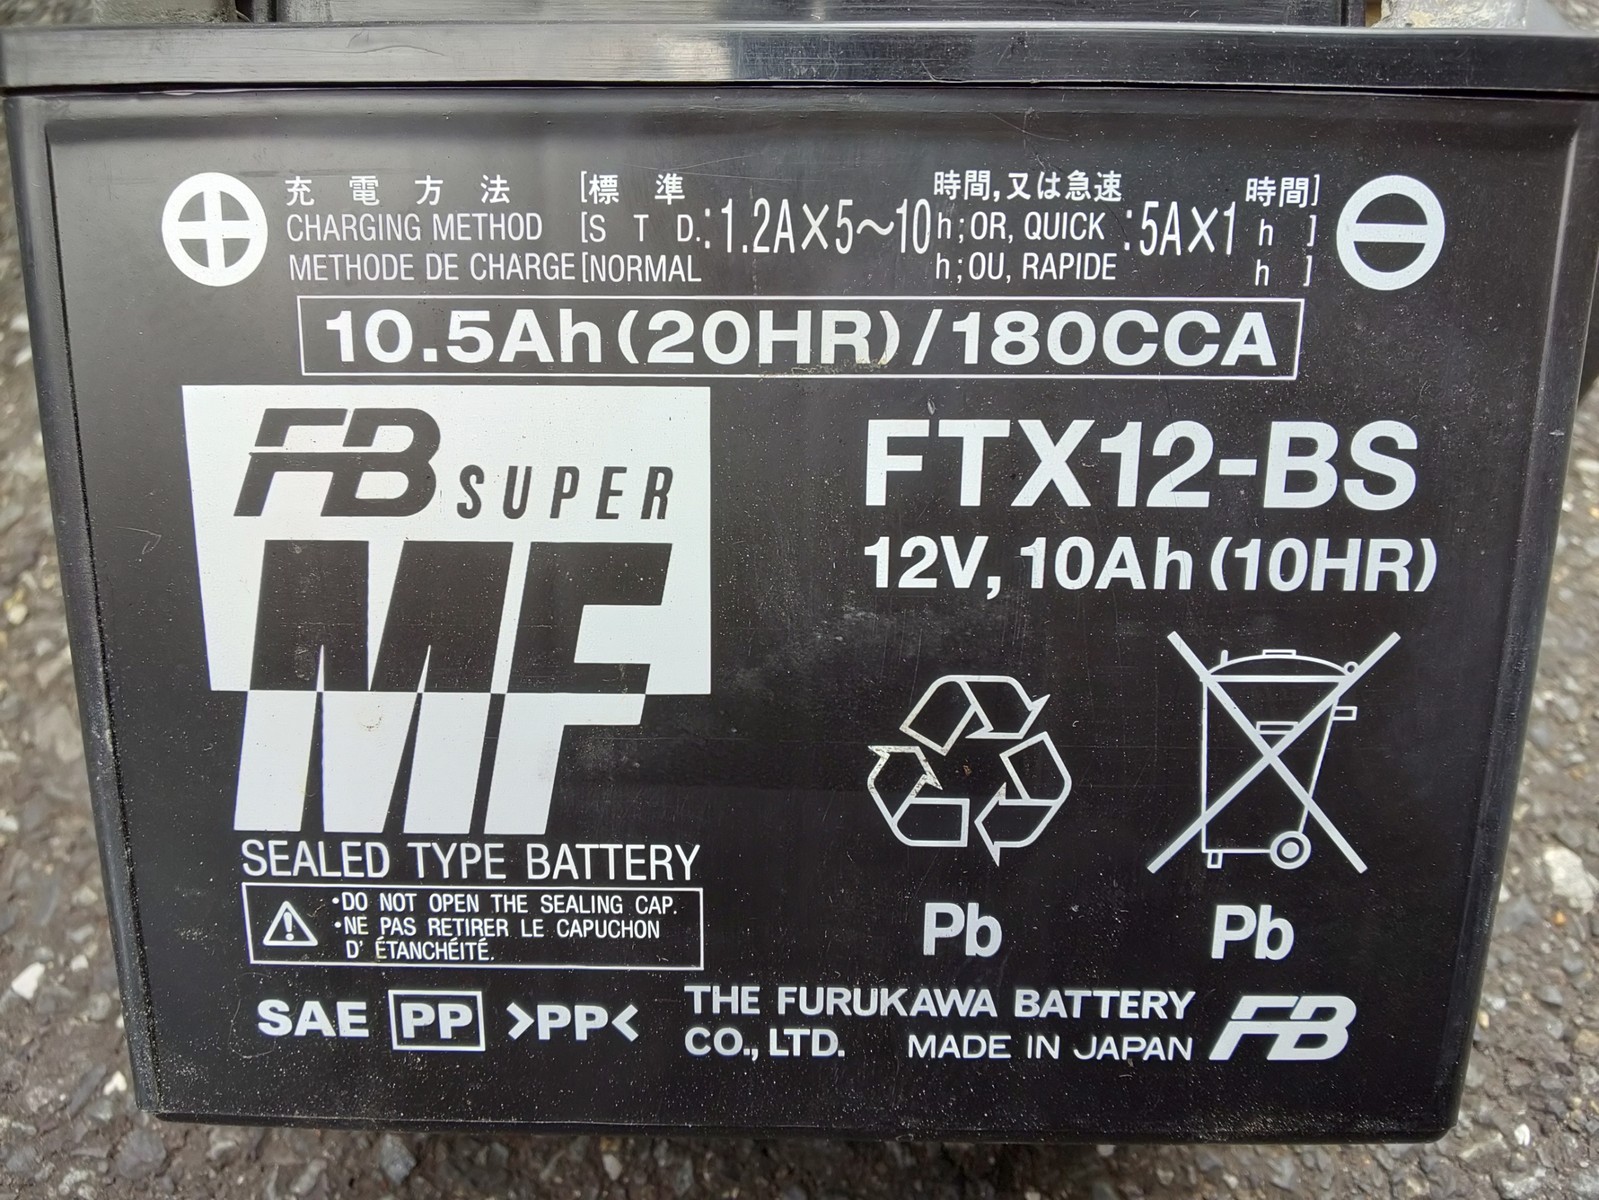 充電方法 [標準 : 1.2A×5~10 時間,又は急速 : 5A×1 時間]
CHARGING METHOD [S T D. h; OR, QUICK h ]
METHODE DE CHARGE [NORMAL h; OU, RAPIDE h ]
10.5Ah(20HR)/180CCA
FB SUPER
MF
SEALED TYPE BATTERY
•DO NOT OPEN THE SEALING CAP.
•NE PAS RETIRER LE CAPUCHON
D' ÉTANCHÉITÉ.
FTX12-BS
12V, 10Ah (10HR)
Pb Pb
SAE PP >PP<
THE FURUKAWA BATTERY
CO., LTD. MADE IN JAPAN FB